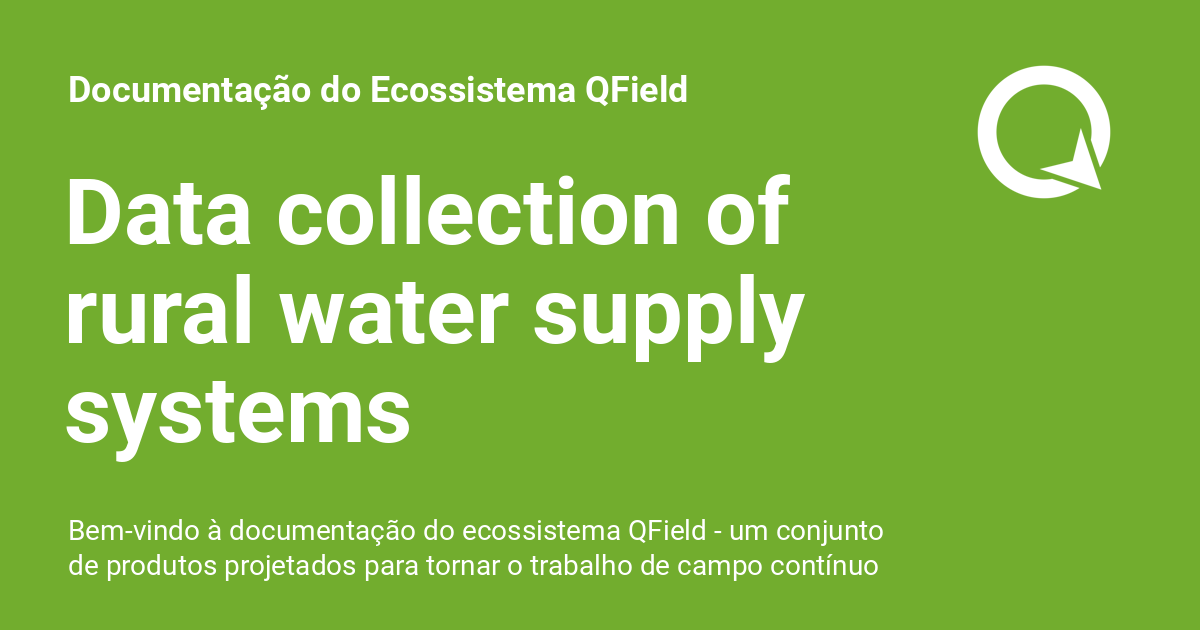 Documentação do Ecossistema QField
Data collection of
rural water supply
systems
Bem-vindo à documentação do ecossistema QField - um conjunto
de produtos projetados para tornar o trabalho de campo contínuo